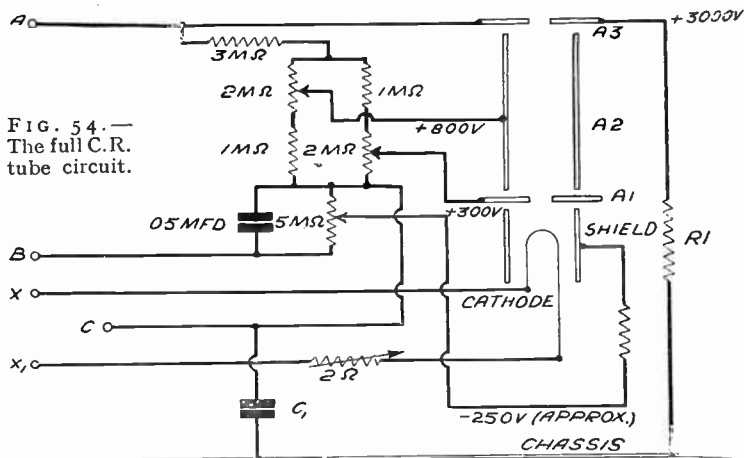 A
+3000V
A3
3MΩ
2MΩ
1MΩ
FIG. 54.—
The full C.R.
tube circuit.
+800V
A2
1MΩ
2MΩ
A1
+300V
05MFD
5MΩ
SHIELD
R1
B
X
CATHODE
C
X1
2Ω
C1
-250V (APPROX.)
CHASSIS